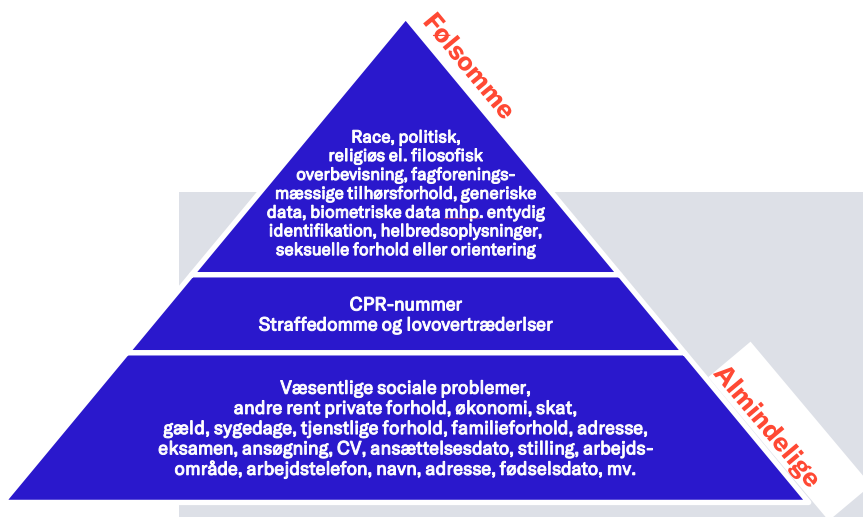 Følsomme
Race, politisk,
religiøs el. filosofisk
overbevisning, fagforenings-
mæssige tilhørsforhold, generiske
data, biometriske data mhp. entydig
identifikation, helbredsoplysninger,
seksuelle forhold eller orientering
CPR-nummer
Straffedomme og lovovertræderlser
Almindelige
Væsentlige sociale problemer,
andre rent private forhold, økonomi, skat,
gæld, sygedage, tjenstlige forhold, familieforhold, adresse,
eksamen, ansøgning, CV, ansættelsesdato, stilling, arbejds-
område, arbejdstelefon, navn, adresse, fødselsdato, mv.